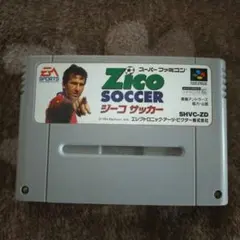 スーパーファミコン
EA
SPORTS
ZICO
SOCCER
ジーコ サッカー
SHVC-ZD
エレクトロニック・アーツ・ビクター株式会社